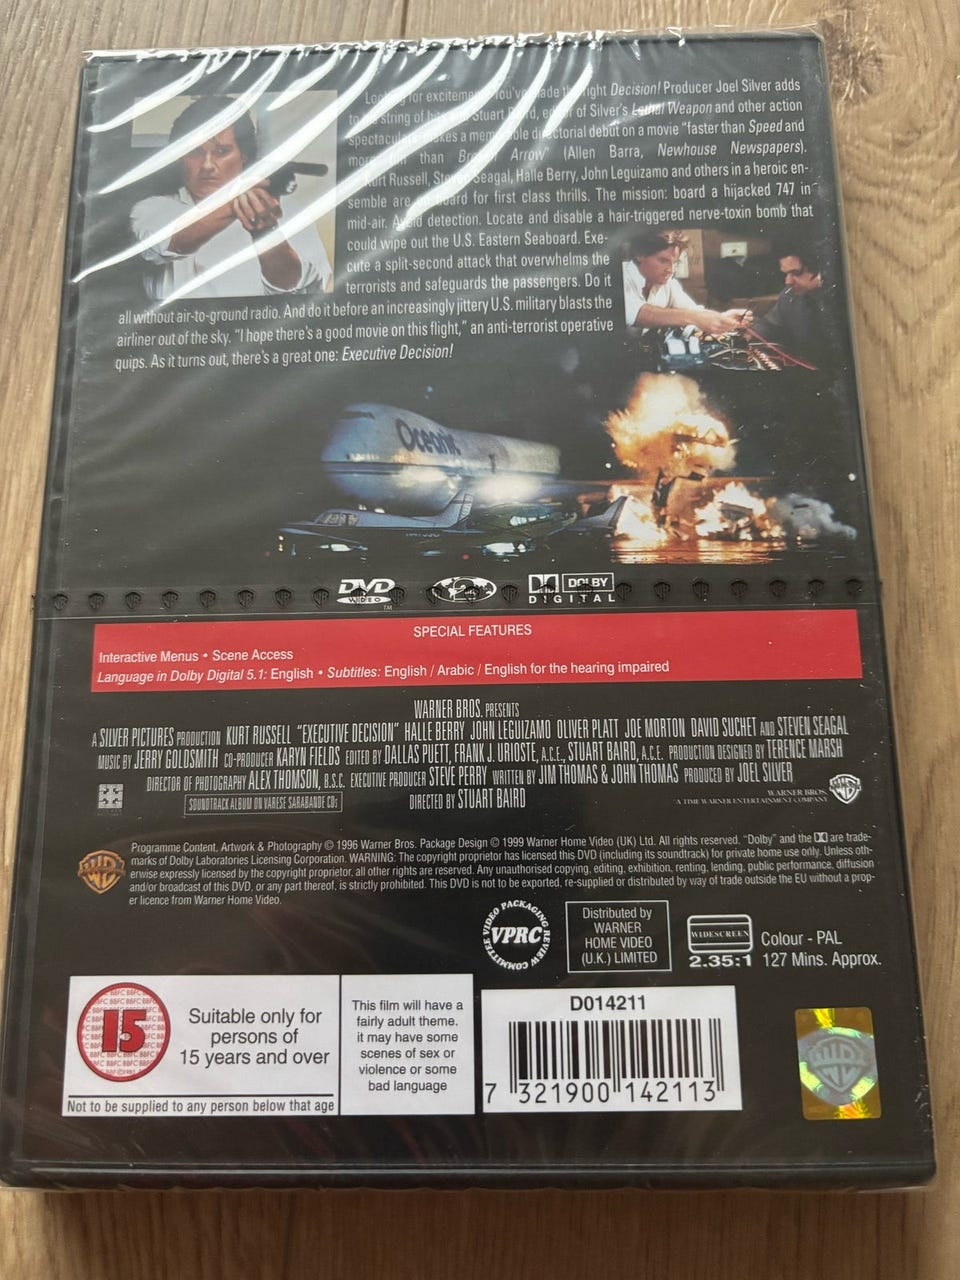 Looking for excitement? You've made the right Decision! Producer Joel Silver adds
to the string of hits and Stuart Baird, editor of Silver's Lethal Weapon and other action
spectaculars, makes a memorable directorial debut on a movie "faster than Speed and
more fun than Broken Arrow" (Allen Barra, Newhouse Newspapers).
Kurt Russell, Steven Seagal, Halle Berry, John Leguizamo and others in a heroic en-
semble are on board for first class thrills. The mission: board a hijacked 747 in
mid-air. Avoid detection. Locate and disable a hair-triggered nerve-toxin bomb that
could wipe out the U.S. Eastern Seaboard. Exe-
cute a split-second attack that overwhelms the
terrorists and safeguards the passengers. Do it
all without air-to-ground radio. And do it before an increasingly jittery U.S. military blasts the
airliner out of the sky. "I hope there's a good movie on this flight," an anti-terrorist operative
quips. As it turns out, there's a great one: Executive Decision!
Oceanic
DVD
VIDEO
TM
2
DOLBY
DIGITAL
SPECIAL FEATURES
Interactive Menus • Scene Access
Language in Dolby Digital 5.1: English • Subtitles: English / Arabic / English for the hearing impaired
WARNER BROS. PRESENTS
A SILVER PICTURES PRODUCTION KURT RUSSELL "EXECUTIVE DECISION" HALLE BERRY JOHN LEGUIZAMO OLIVER PLATT JOE MORTON DAVID SUCHET AND STEVEN SEAGAL
MUSIC BY JERRY GOLDSMITH CO-PRODUCER KARYN FIELDS EDITED BY DALLAS PUETT, FRANK J. URIOSTE, A.C.E., STUART BAIRD, A.C.E. PRODUCTION DESIGNED BY TERENCE MARSH
DIRECTOR OF PHOTOGRAPHY ALEX THOMSON, B.S.C. EXECUTIVE PRODUCER STEVE PERRY WRITTEN BY JIM THOMAS & JOHN THOMAS PRODUCED BY JOEL SILVER
SOUNDTRACK ALBUM ON VARESE SARABANDE CDs
DIRECTED BY STUART BAIRD
WARNER BROS.
A TIME WARNER ENTERTAINMENT COMPANY
Programme Content, Artwork & Photography © 1996 Warner Bros. Package Design © 1999 Warner Home Video (UK) Ltd. All rights reserved. "Dolby" and the are trade-
marks of Dolby Laboratories Licensing Corporation. WARNING: The copyright proprietor has licensed this DVD (including its soundtrack) for private home use only. Unless oth-
erwise expressly licensed by the copyright proprietor, all other rights are reserved. Any unauthorised copying, editing, exhibition, renting, lending, public performance, diffusion
and/or broadcast of this DVD, or any part thereof, is strictly prohibited. This DVD is not to be exported, re-supplied or distributed by way of trade outside the EU without a prop-
er licence from Warner Home Video.
VIDEO PACKAGING REVIEW COMMITTEE
VPRC
Distributed by
WARNER
HOME VIDEO
(U.K.) LIMITED
WIDESCREEN
2.35:1
Colour - PAL
127 Mins. Approx.
15
Suitable only for
persons of
15 years and over
Not to be supplied to any person below that age
This film will have a
fairly adult theme.
it may have some
scenes of sex or
violence or some
bad language
D014211
7 321900 142113